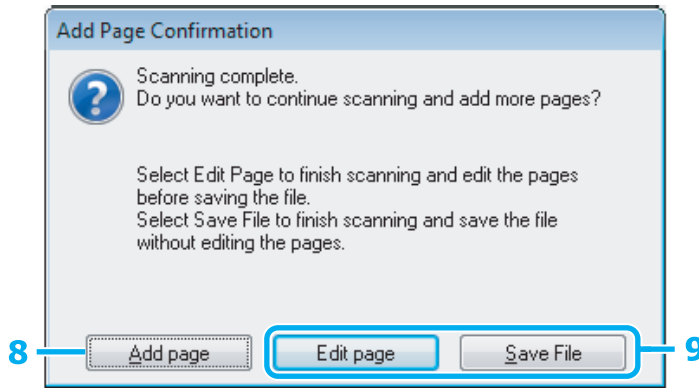 Add Page Confirmation
Scanning complete.
Do you want to continue scanning and add more pages?
Select Edit Page to finish scanning and edit the pages
before saving the file.
Select Save File to finish scanning and save the file
without editing the pages.
8 Add page Edit page Save File 9